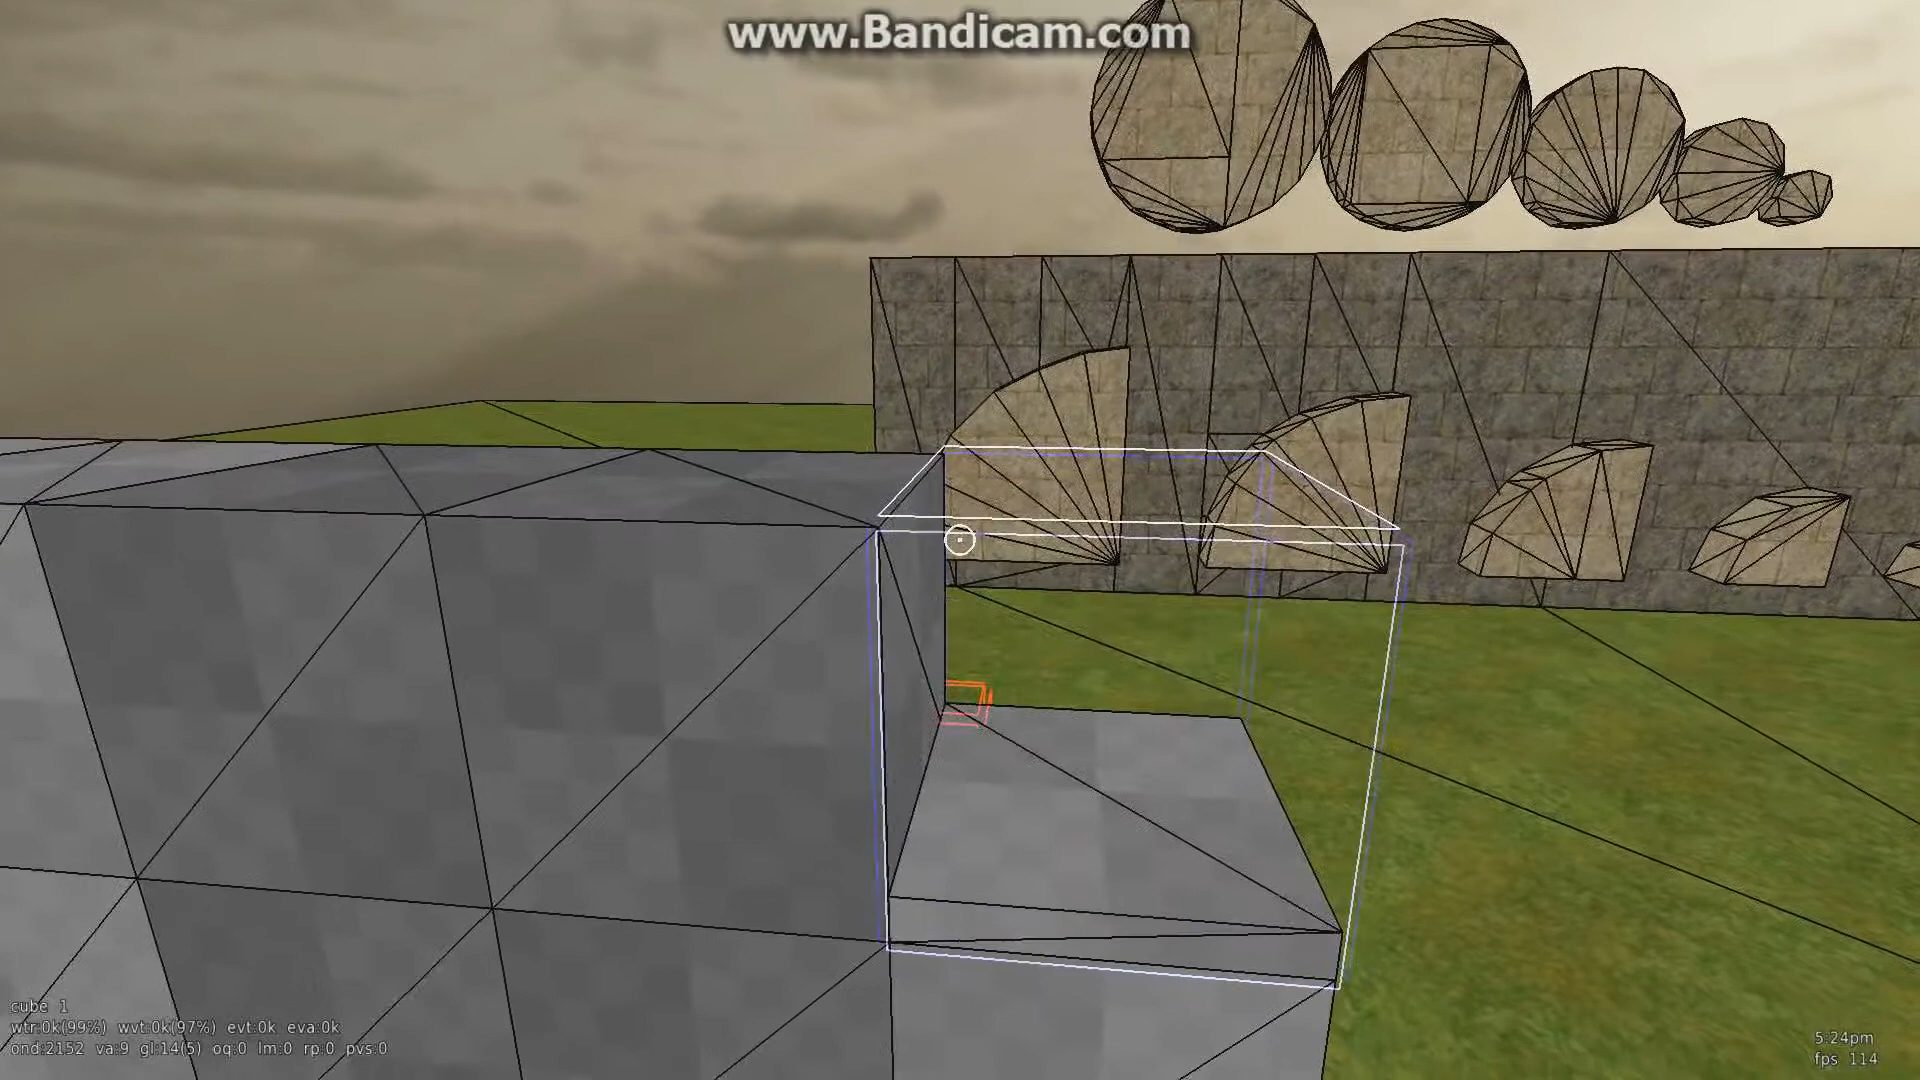 www.Bandicam.com
cube 1
wtr:0k(99%) wvt:0k(97%) evt:0k eva:0k
ond:2152 va:9 gl:14(5) oq:0 lm:0 rp:0 pvs:0
5:24pm
fps 114